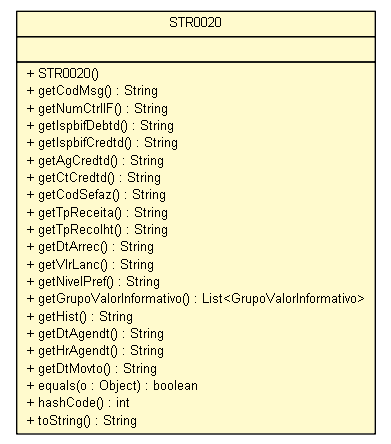 STR0020
+ STR0020()
+ getCodMsg() : String
+ getNumCtrlIF() : String
+ getIspbifDebtd() : String
+ getIspbifCredtd() : String
+ getAgCredtd() : String
+ getCtCredtd() : String
+ getCodSefaz() : String
+ getTpReceita() : String
+ getTpRecolht() : String
+ getDtArrec() : String
+ getVlrLanc() : String
+ getNivelPref() : String
+ getGrupoValorInformativo() : List<GrupoValorInformativo>
+ getHist() : String
+ getDtAgendt() : String
+ getHrAgendt() : String
+ getDtMovto() : String
+ equals(o : Object) : boolean
+ hashCode() : int
+ toString() : String